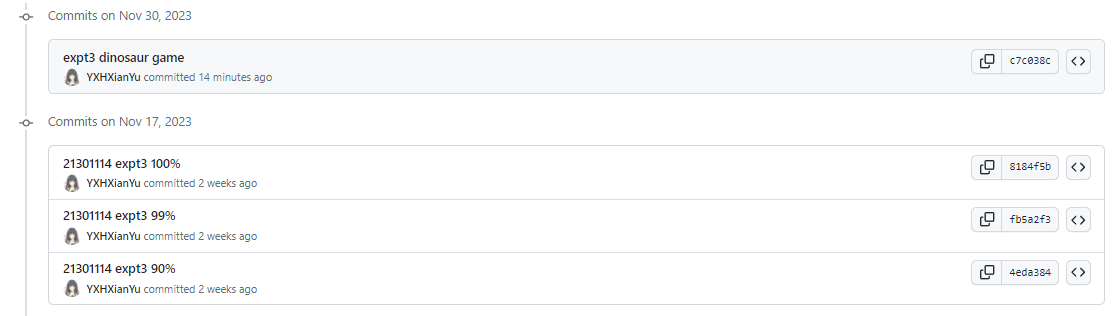 Commits on Nov 30, 2023
expt3 dinosaur game
YXHXianYu committed 14 minutes ago
c7c038c
Commits on Nov 17, 2023
21301114 expt3 100%
YXHXianYu committed 2 weeks ago
8184f5b
21301114 expt3 99%
YXHXianYu committed 2 weeks ago
fb5a2f3
21301114 expt3 90%
YXHXianYu committed 2 weeks ago
4eda384